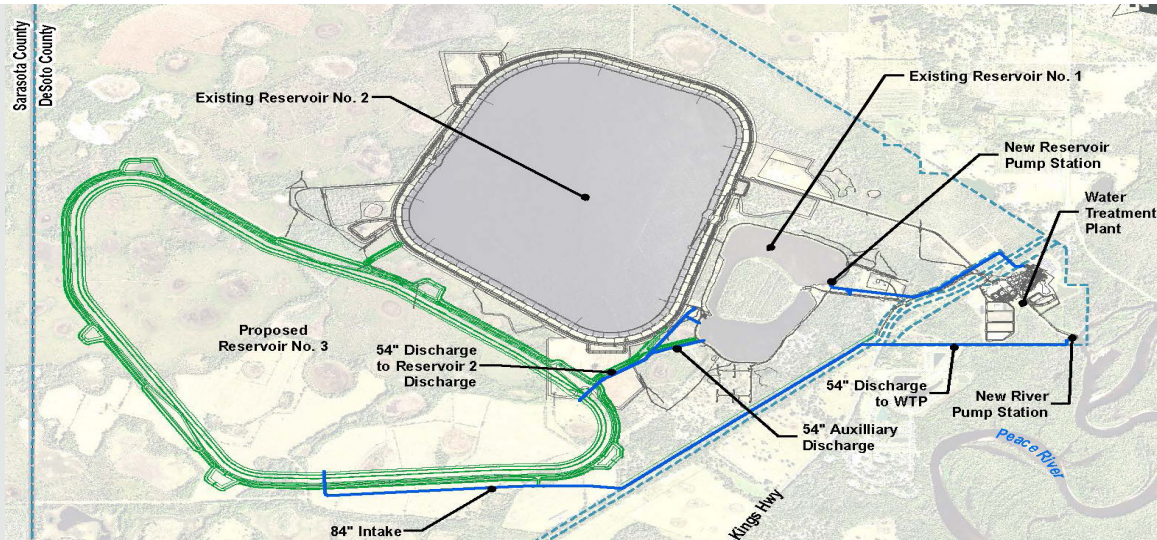 Sarasota County
DeSoto County
Existing Reservoir No. 2
Existing Reservoir No. 1
New Reservoir
Pump Station
Water
Treatment
Plant
Proposed
Reservoir No. 3
54" Discharge
to Reservoir 2
Discharge
54" Discharge
to WTP
New River
Pump Station
54" Auxilliary
Discharge
Peace River
Kings Hwy
84" Intake